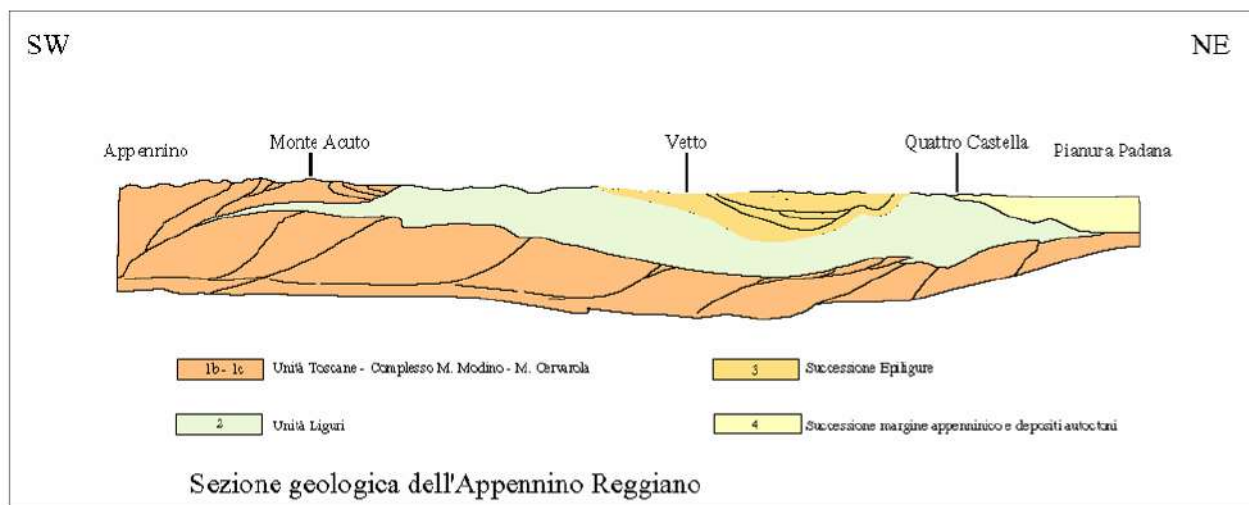 SW
NE
Appennino
Monte Acuto
Vetto
Quattro Castella
Pianura Padana
1b - 1c
Unità Toscane - Complesso M. Modino - M. Cervarola
3
Successione Epiligure
2
Unità Liguri
4
Successione margine appenninico e depositi autoctoni
Sezione geologica dell'Appennino Reggiano